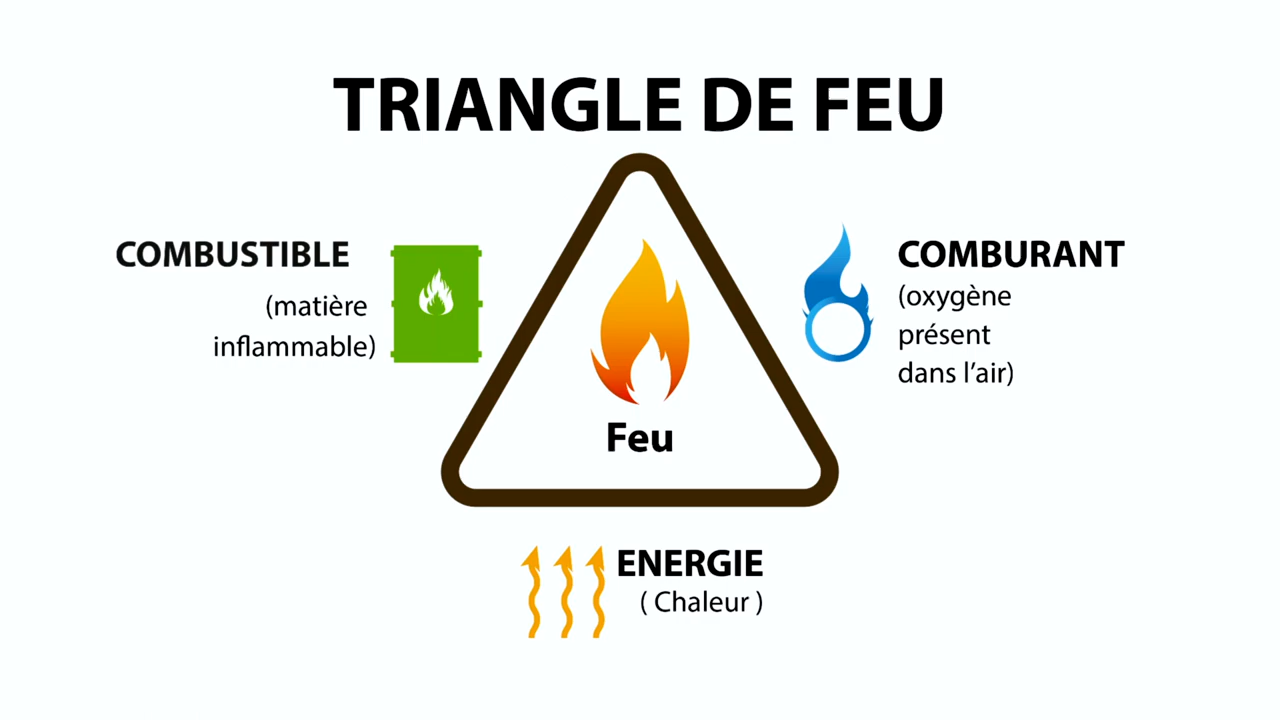 TRIANGLE DE FEU
COMBUSTIBLE
(matière
inflammable)
COMBURANT
(oxygène
présent
dans l'air)
Feu
ENERGIE
( Chaleur )